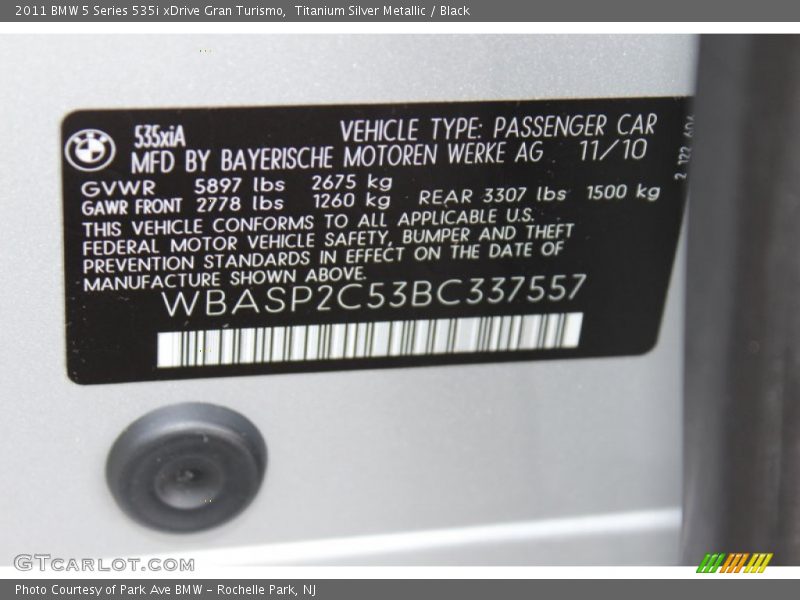 2011 BMW 5 Series 535i xDrive Gran Turismo,  Titanium Silver Metallic / Black
535xiA
VEHICLE TYPE: PASSENGER CAR
MFD BY BAYERISCHE MOTOREN WERKE AG 11/10
GVWR 5897 lbs 2675 kg
GAWR FRONT 2778 lbs 1260 kg REAR 3307 lbs 1500 kg
THIS VEHICLE CONFORMS TO ALL APPLICABLE U.S.
FEDERAL MOTOR VEHICLE SAFETY, BUMPER AND THEFT
PREVENTION STANDARDS IN EFFECT ON THE DATE OF
MANUFACTURE SHOWN ABOVE.
WBASP2C53BC337557
2 122
GTCARLOT.COM
Photo Courtesy of Park Ave BMW – Rochelle Park, NJ